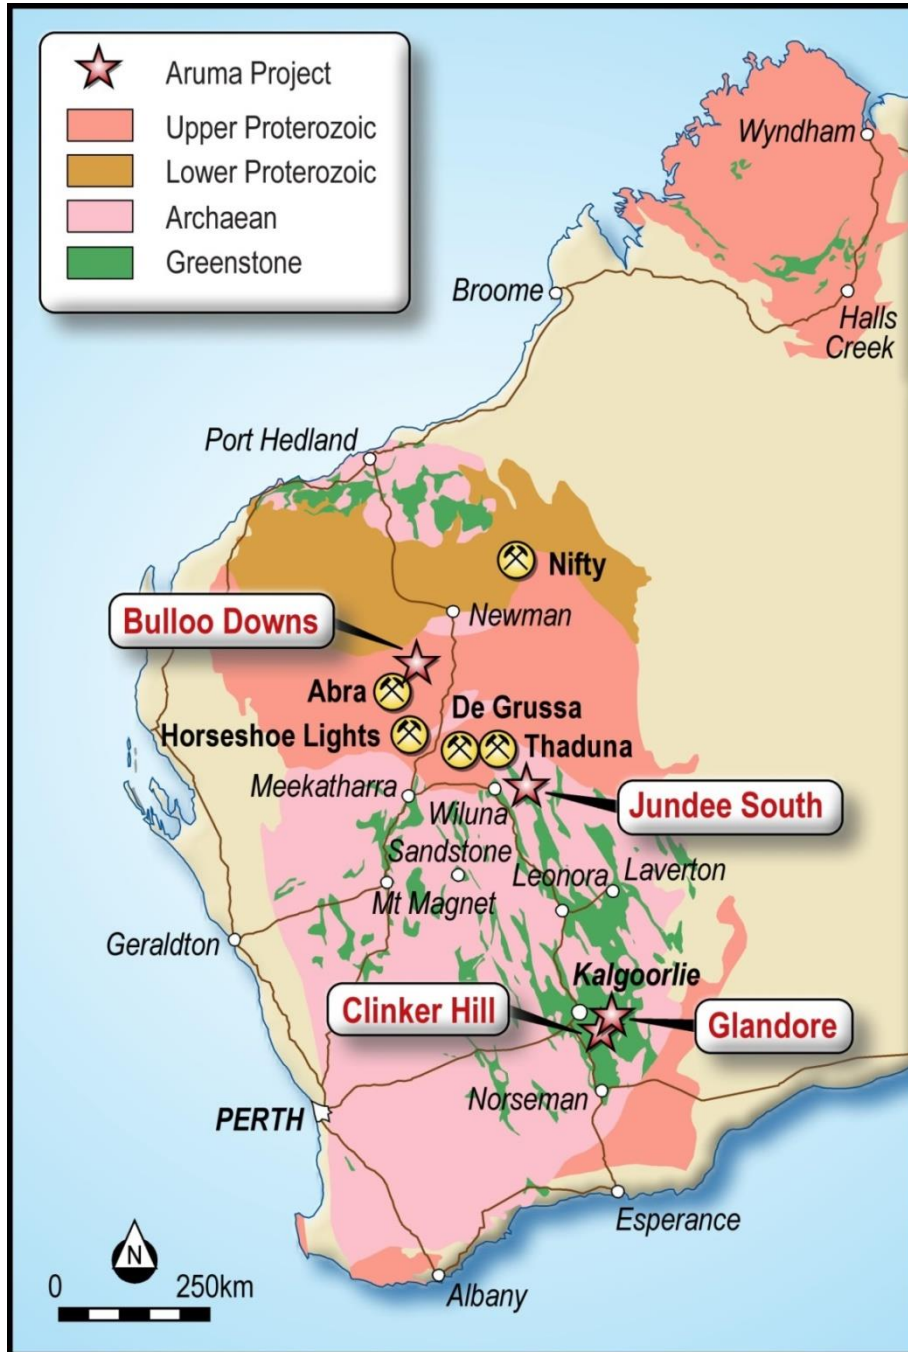 Aruma Project
Upper Proterozoic
Lower Proterozoic
Archaean
Greenstone
Wyndham
Broome
Halls
Creek
Port Hedland
Nifty
Bulloo Downs
Newman
Abra
De Grussa
Horseshoe Lights
Thaduna
Meekatharra
Wiluna
Jundee South
Sandstone
Leonora
Laverton
Mt Magnet
Geraldton
Kalgoorlie
Clinker Hill
Glandore
Norseman
PERTH
Esperance
N
0
250km
Albany